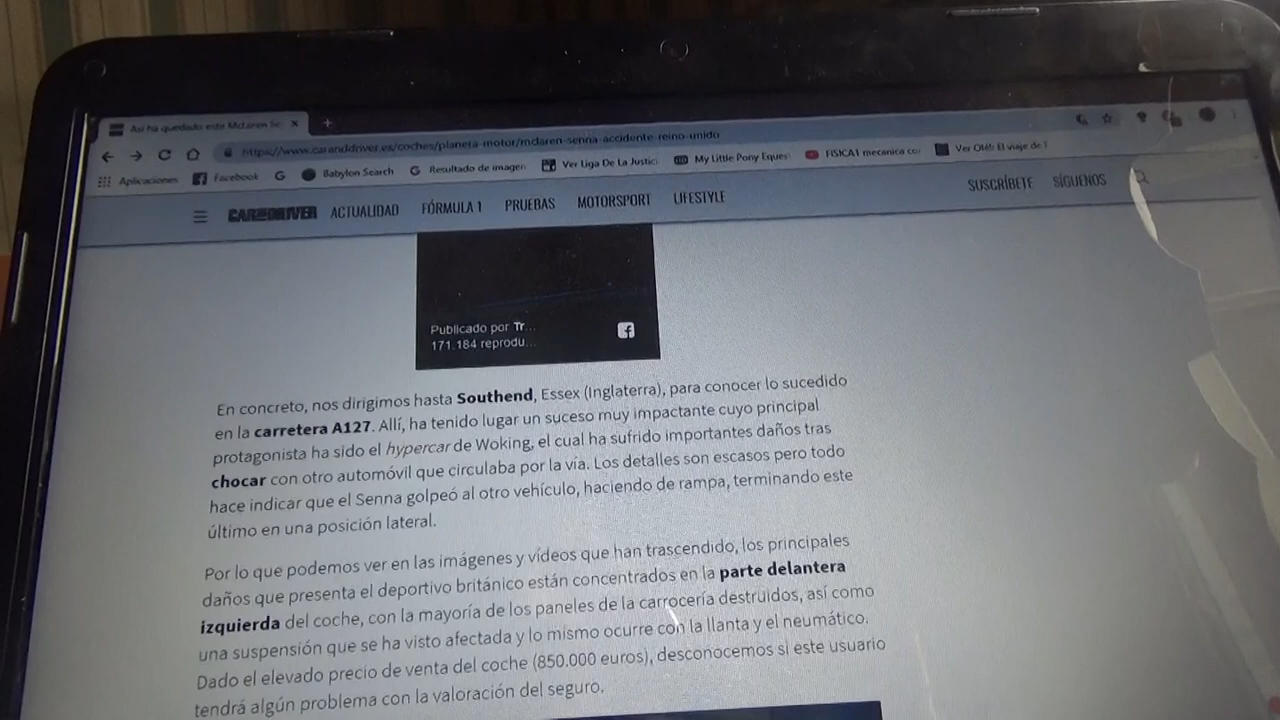 Así ha quedado este McLaren Se
https://www.caranddriver.es/coches/planeta-motor/mclaren-senna-accidente-reino-unido
Aplicaciones Facebook Babylon Search Resultado de imagen Ver Liga De La Justici My Little Pony Equest FISICA1 mecanica co Ver Olé! El viaje de
CAR AND DRIVER ACTUALIDAD FÓRMULA 1 PRUEBAS MOTORSPORT LIFESTYLE SUSCRÍBETE SÍGUENOS
Publicado por Tr...
171.184 reprodu...
En concreto, nos dirigimos hasta Southend, Essex (Inglaterra), para conocer lo sucedido
en la carretera A127. Allí, ha tenido lugar un suceso muy impactante cuyo principal
protagonista ha sido el hypercar de Woking, el cual ha sufrido importantes daños tras
chocar con otro automóvil que circulaba por la vía. Los detalles son escasos pero todo
hace indicar que el Senna golpeó al otro vehículo, haciendo de rampa, terminando este
último en una posición lateral.
Por lo que podemos ver en las imágenes y vídeos que han trascendido, los principales
daños que presenta el deportivo británico están concentrados en la parte delantera
izquierda del coche, con la mayoría de los paneles de la carrocería destruidos, así como
una suspensión que se ha visto afectada y lo mismo ocurre con la llanta y el neumático.
Dado el elevado precio de venta del coche (850.000 euros), desconocemos si este usuario
tendrá algún problema con la valoración del seguro.